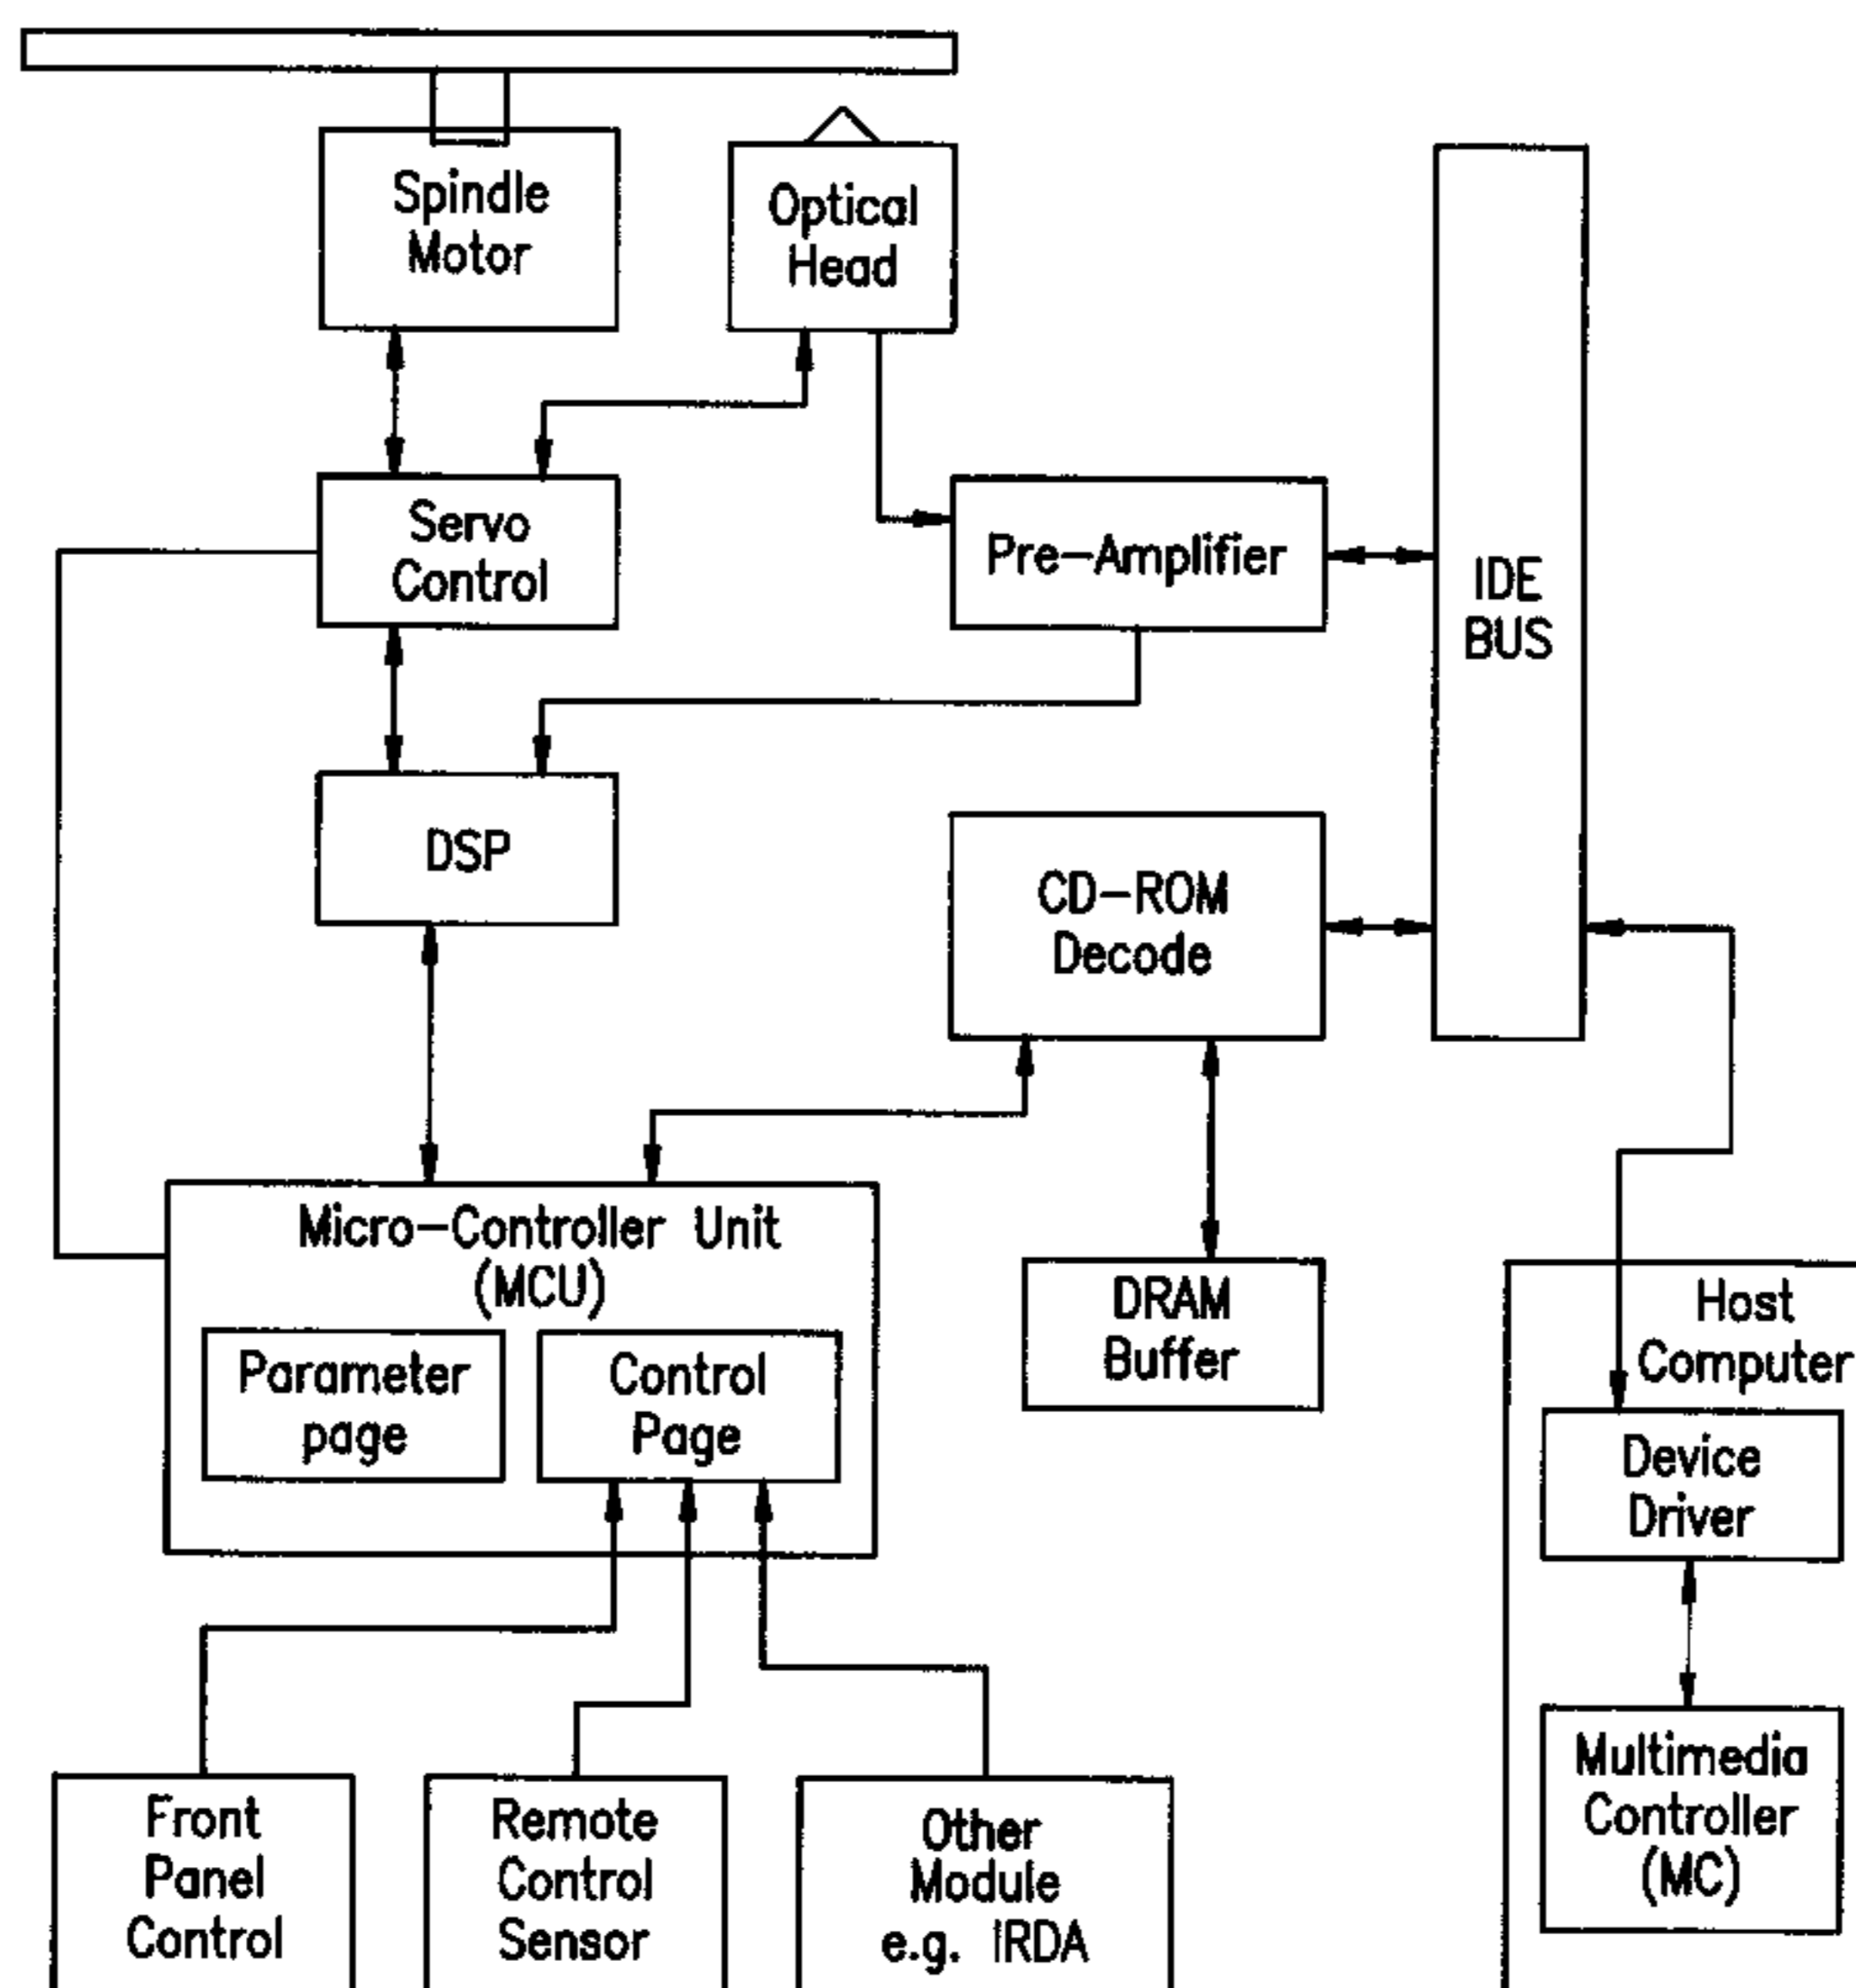 Spindle
Motor
Optical
Head
Servo
Control
Pre-Amplifier
IDE
BUS
DSP
CD-ROM
Decode
Micro-Controller Unit
(MCU)
Parameter
page
Control
Page
DRAM
Buffer
Host
Computer
Device
Driver
Multimedia
Controller
(MC)
Front
Panel
Control
Remote
Control
Sensor
Other
Module
e.g. IRDA